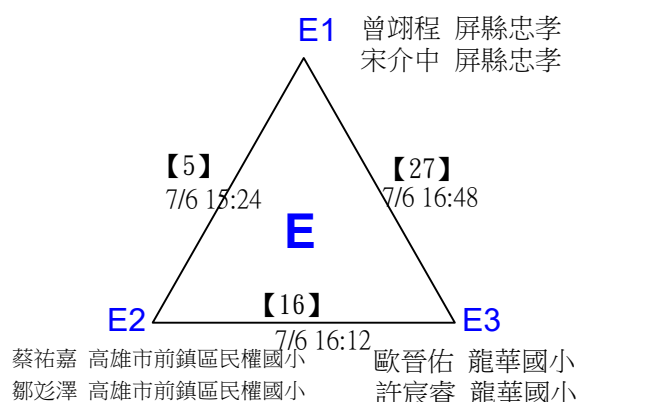 E1 曾翊程 屏縣忠孝
宋介中 屏縣忠孝
【5】
7/6 15:24
【27】
7/6 16:48
E
【16】
7/6 16:12
E2
E3
蔡祐嘉 高雄市前鎮區民權國小
鄒彣澤 高雄市前鎮區民權國小
歐晉佑 龍華國小
許宸睿 龍華國小